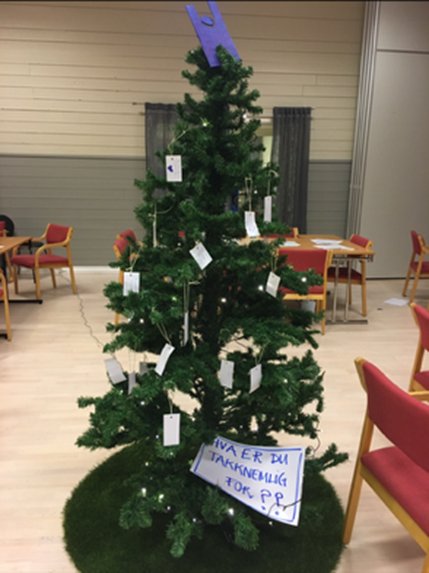 HVA ER DU
TAKKNEMLIG
FOR ??